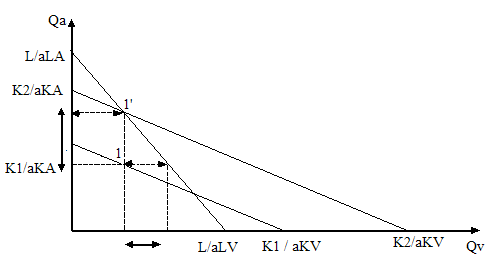 Qa
L/aLA
K2/aKA
1'
1
K1/aKA
L/aLV
K1 / aKV
K2/aKV
Qv